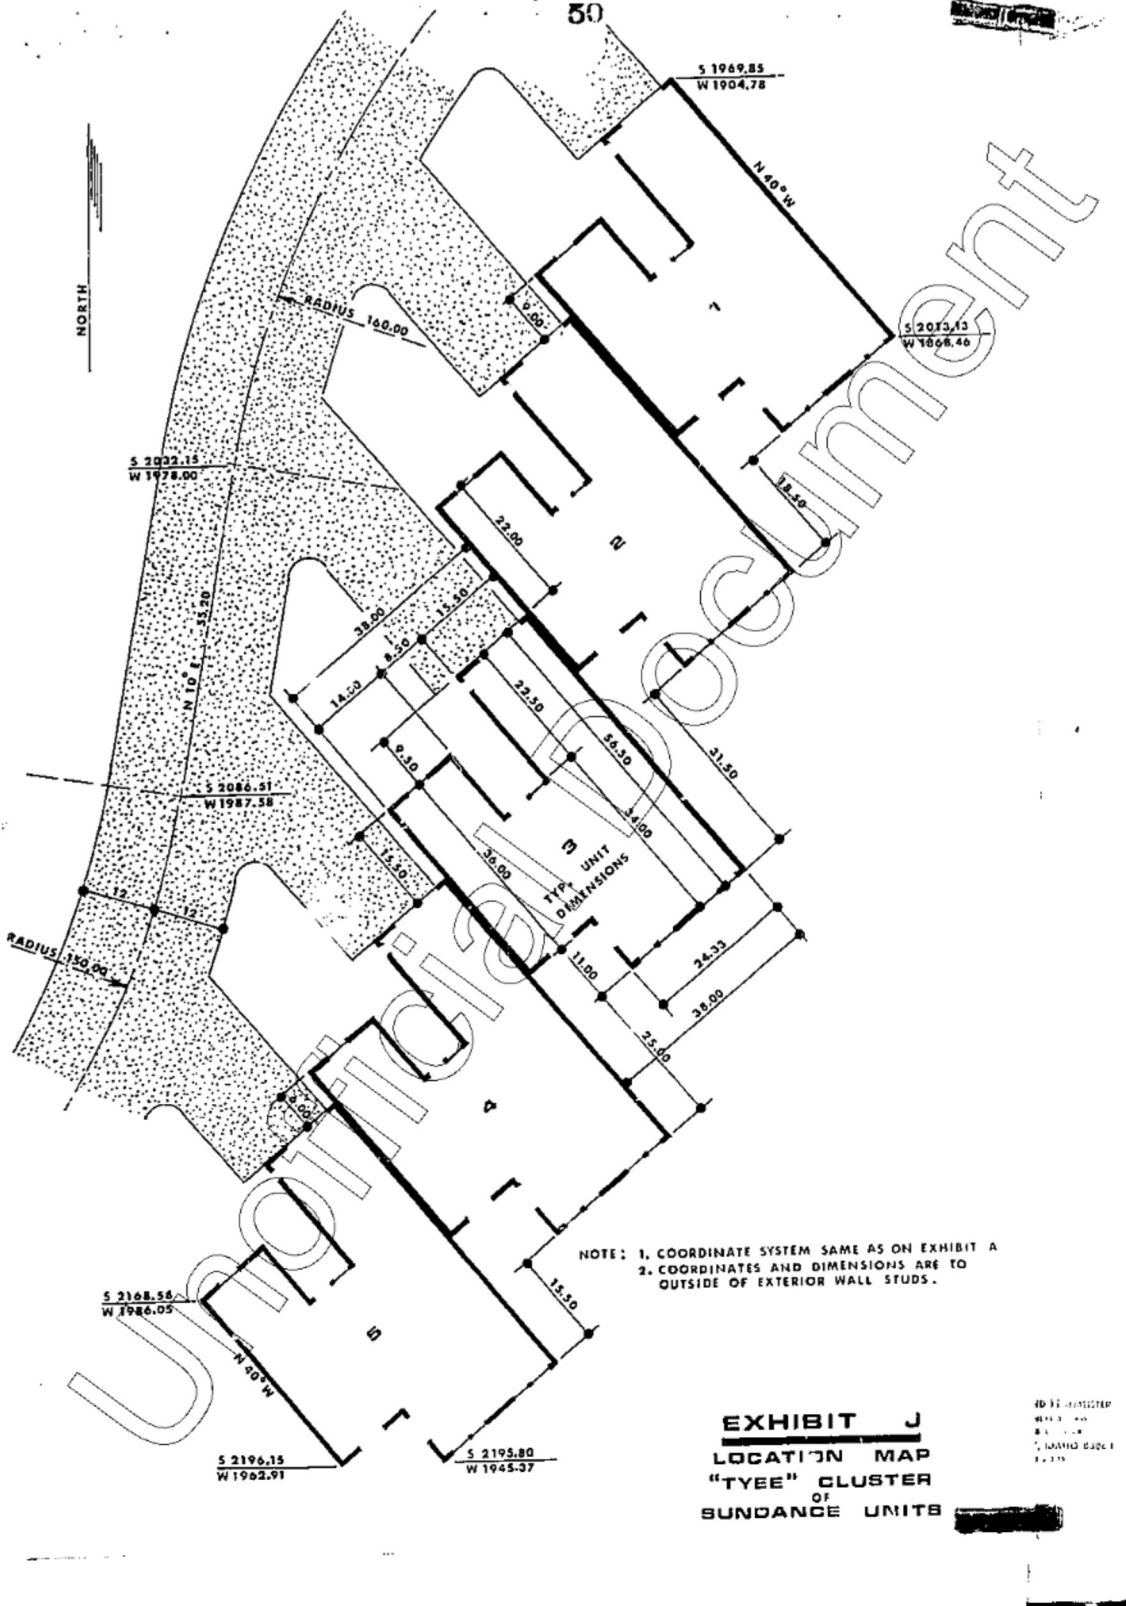 50
S 1969.85
W 1904.78
N 40° W
NORTH
RADIUS 160.00
9.00
1
S 2013.13
W 1868.46
S 2032.15
W 1978.00
18.50
22.00
2
38.00
15.50
8.50
14.00
N 10° E 55.20
22.50
56.50
31.50
9.50
34.00
S 2086.51
W 1987.58
15.50
36.00
3
TYP. UNIT
DIMENSIONS
12'
12'
RADIUS 150.00
11.00
24.33
38.00
25.00
6.00
4
NOTE: 1. COORDINATE SYSTEM SAME AS ON EXHIBIT A
2. COORDINATES AND DIMENSIONS ARE TO
OUTSIDE OF EXTERIOR WALL STUDS.
15.50
S 2168.58
W 1986.05
5
N 40° W
S 2196.15
W 1962.91
S 2195.80
W 1945.37
EXHIBIT J
LOCATION MAP
"TYEE" CLUSTER
OF
SUNDANCE UNITS
Unofficial Document